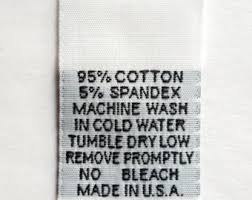 95% COTTON
5% SPANDEX
MACHINE WASH
IN COLD WATER
TUMBLE DRY LOW
REMOVE PROMPTLY
NO BLEACH
MADE IN U.S.A.